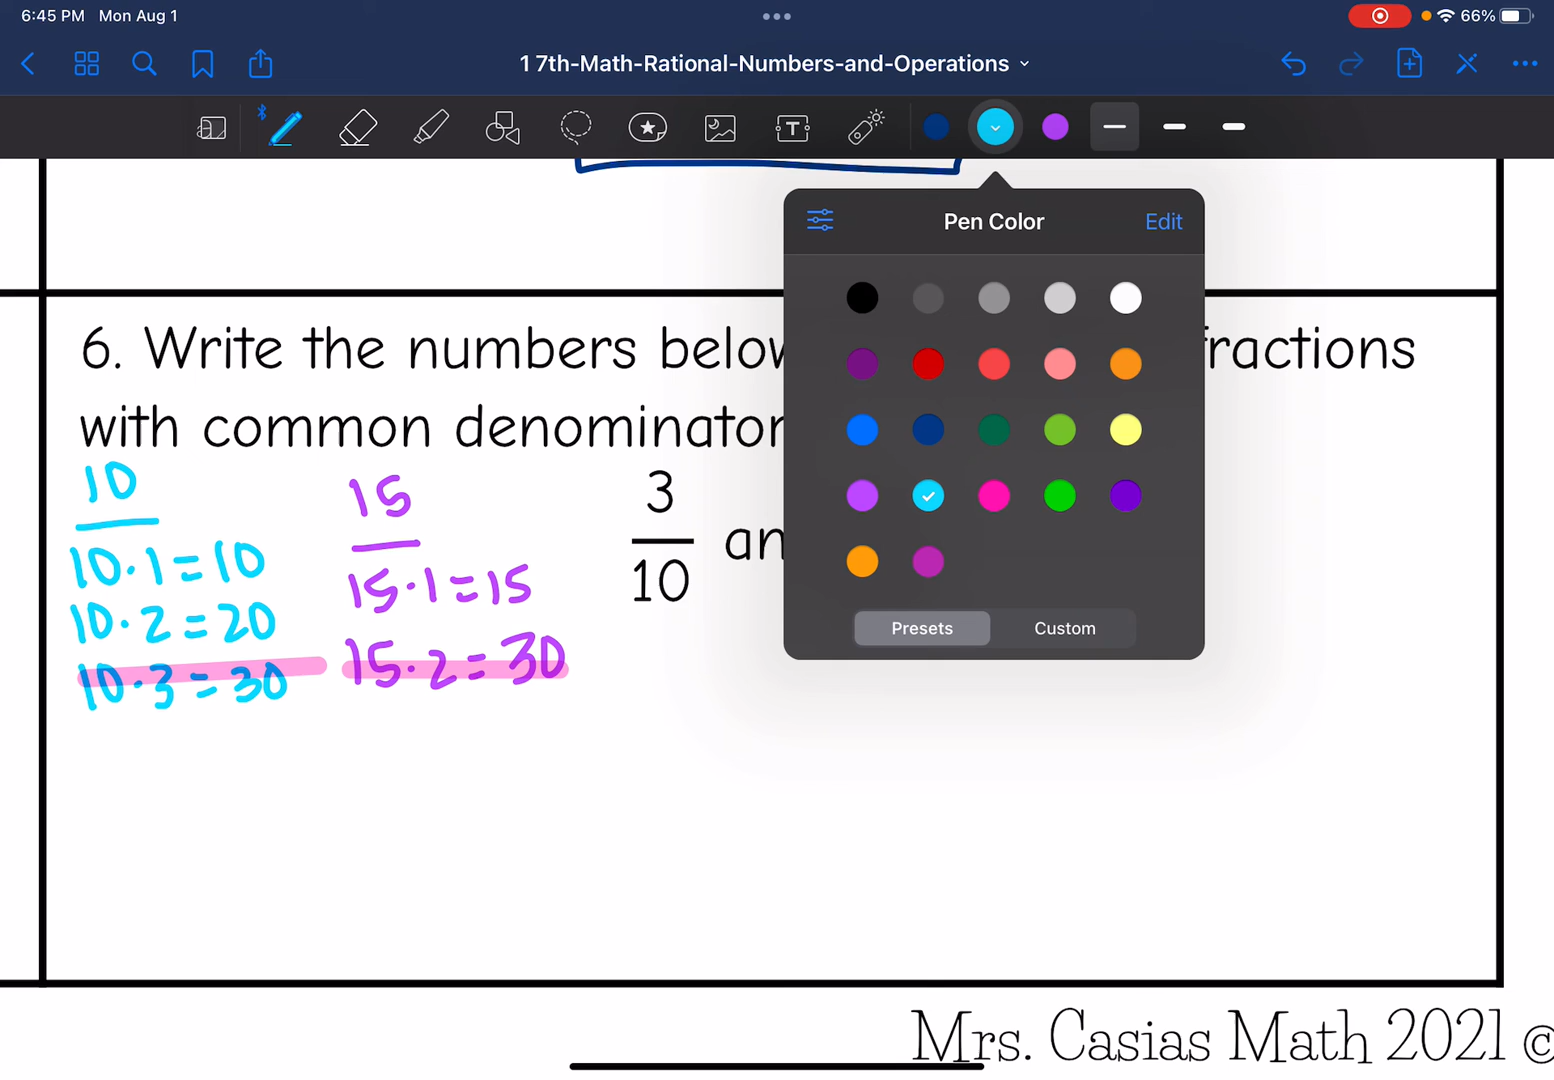 6:45 PM Mon Aug 1
66%
1 7th-Math-Rational-Numbers-and-Operations
T
Pen Color
Edit
Presets
Custom
6. Write the numbers below fractions
with common denominator
3
10
an
10
10·1=10
10·2=20
10·3=30
15
15·1=15
15·2=30
Mrs. Casias Math 2021 ©